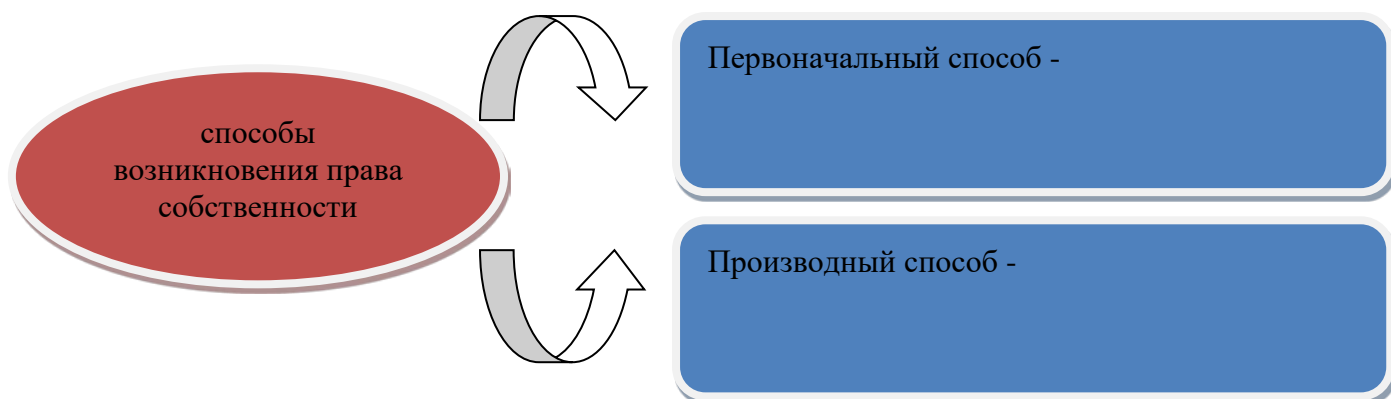 способы
возникновения права
собственности
Первоначальный способ -
Производный способ -